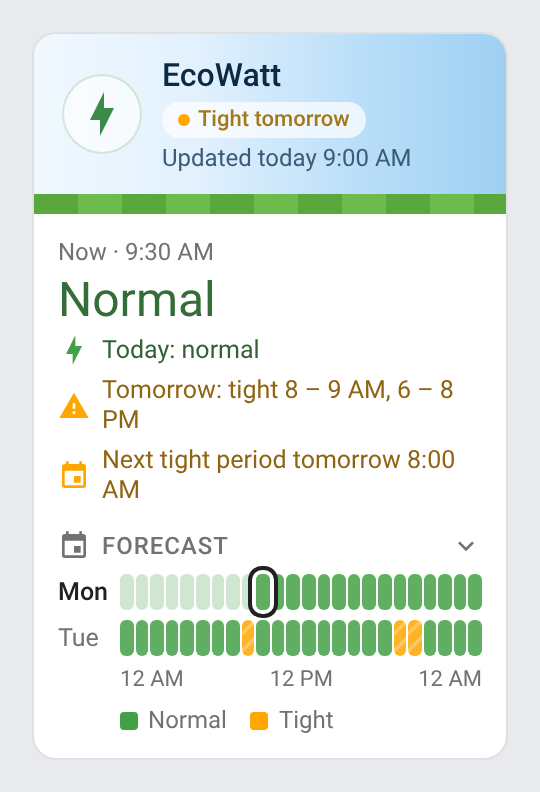 EcoWatt
Tight tomorrow
Updated today 9:00 AM
Now · 9:30 AM
Normal
Today: normal
Tomorrow: tight 8 – 9 AM, 6 – 8
PM
Next tight period tomorrow 8:00
AM
FORECAST
Mon
Tue
12 AM 12 PM 12 AM
Normal Tight